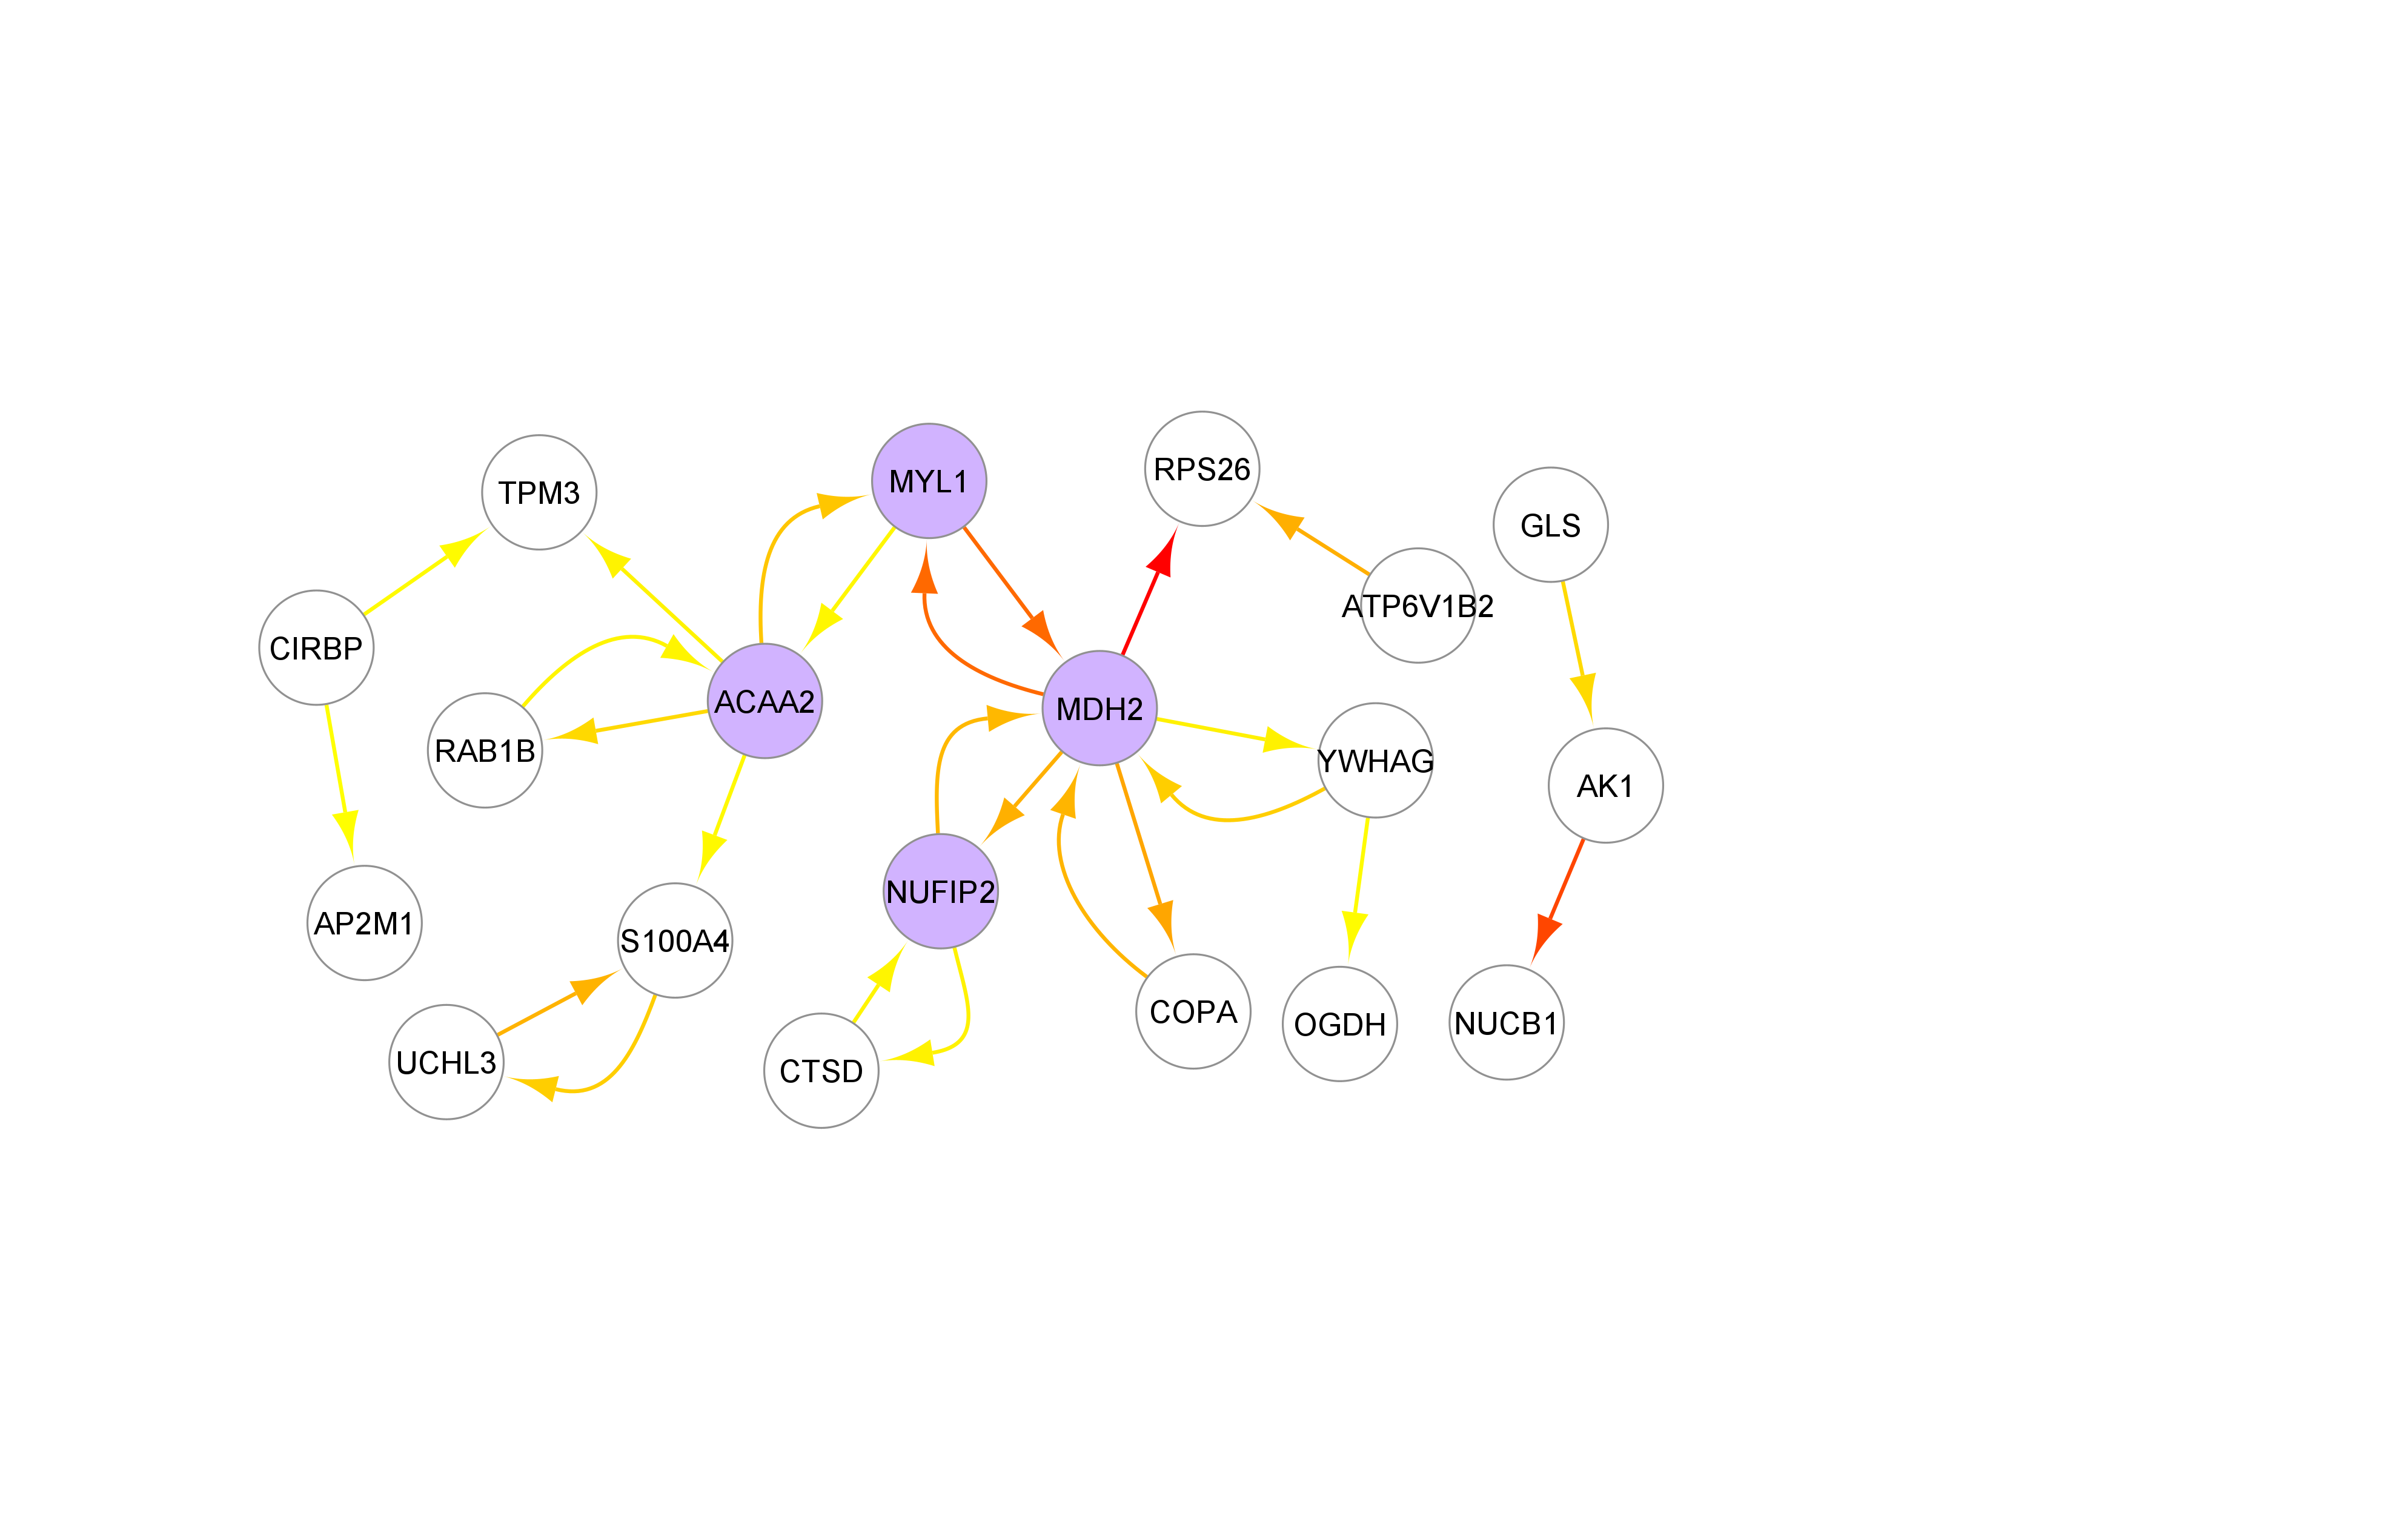 RPS26
MYL1
TPM3
GLS
ATP6V1B2
CIRBP
ACAA2
MDH2
RAB1B
YWHAG
AK1
NUFIP2
AP2M1
S100A4
COPA
NUCB1
OGDH
UCHL3
CTSD